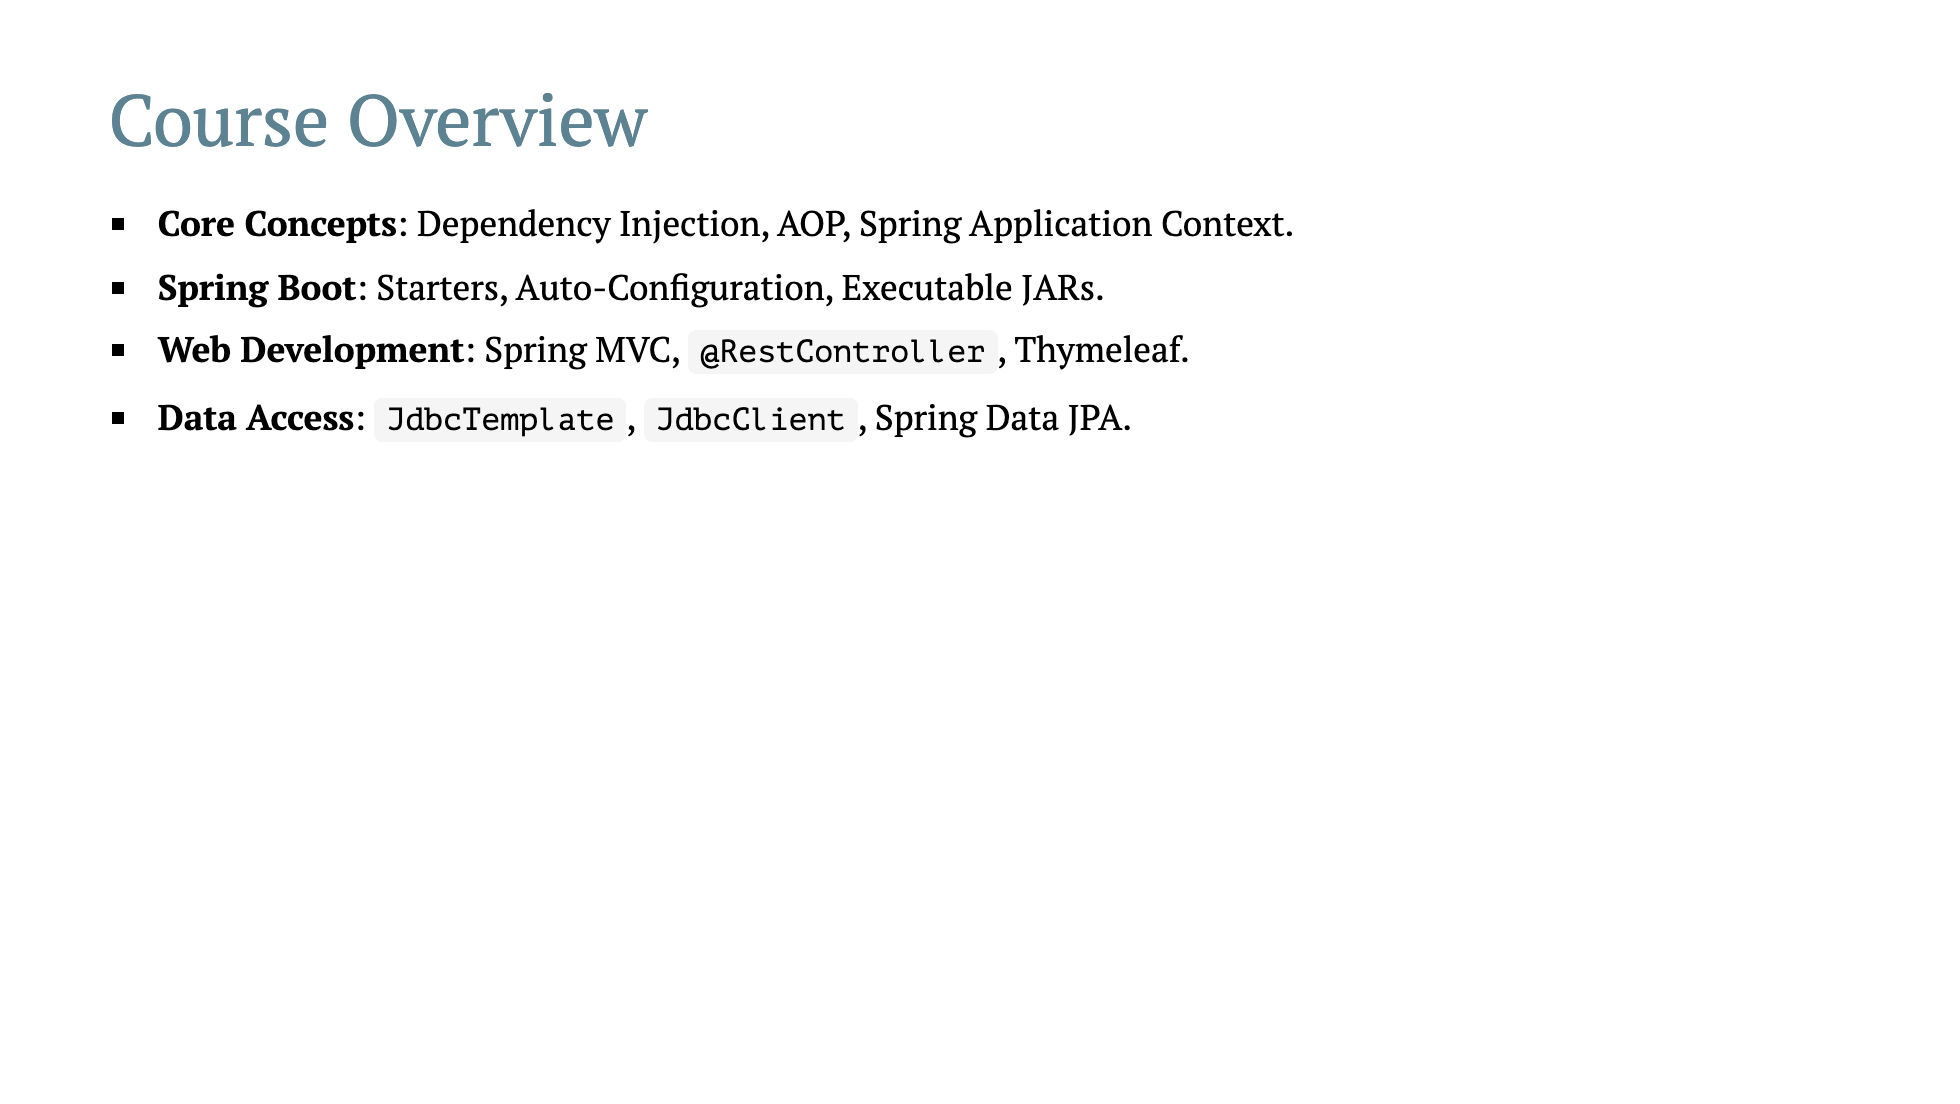 Course Overview
▪ Core Concepts: Dependency Injection, AOP, Spring Application Context.
▪ Spring Boot: Starters, Auto-Configuration, Executable JARs.
▪ Web Development: Spring MVC, @RestController, Thymeleaf.
▪ Data Access: JdbcTemplate, JdbcClient, Spring Data JPA.